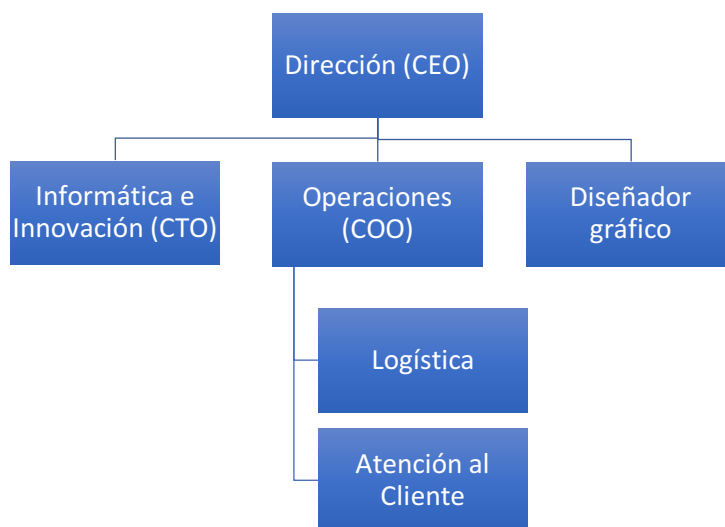 Dirección (CEO)
Informática e
Innovación (CTO)
Operaciones
(COO)
Diseñador
gráfico
Logística
Atención al
Cliente